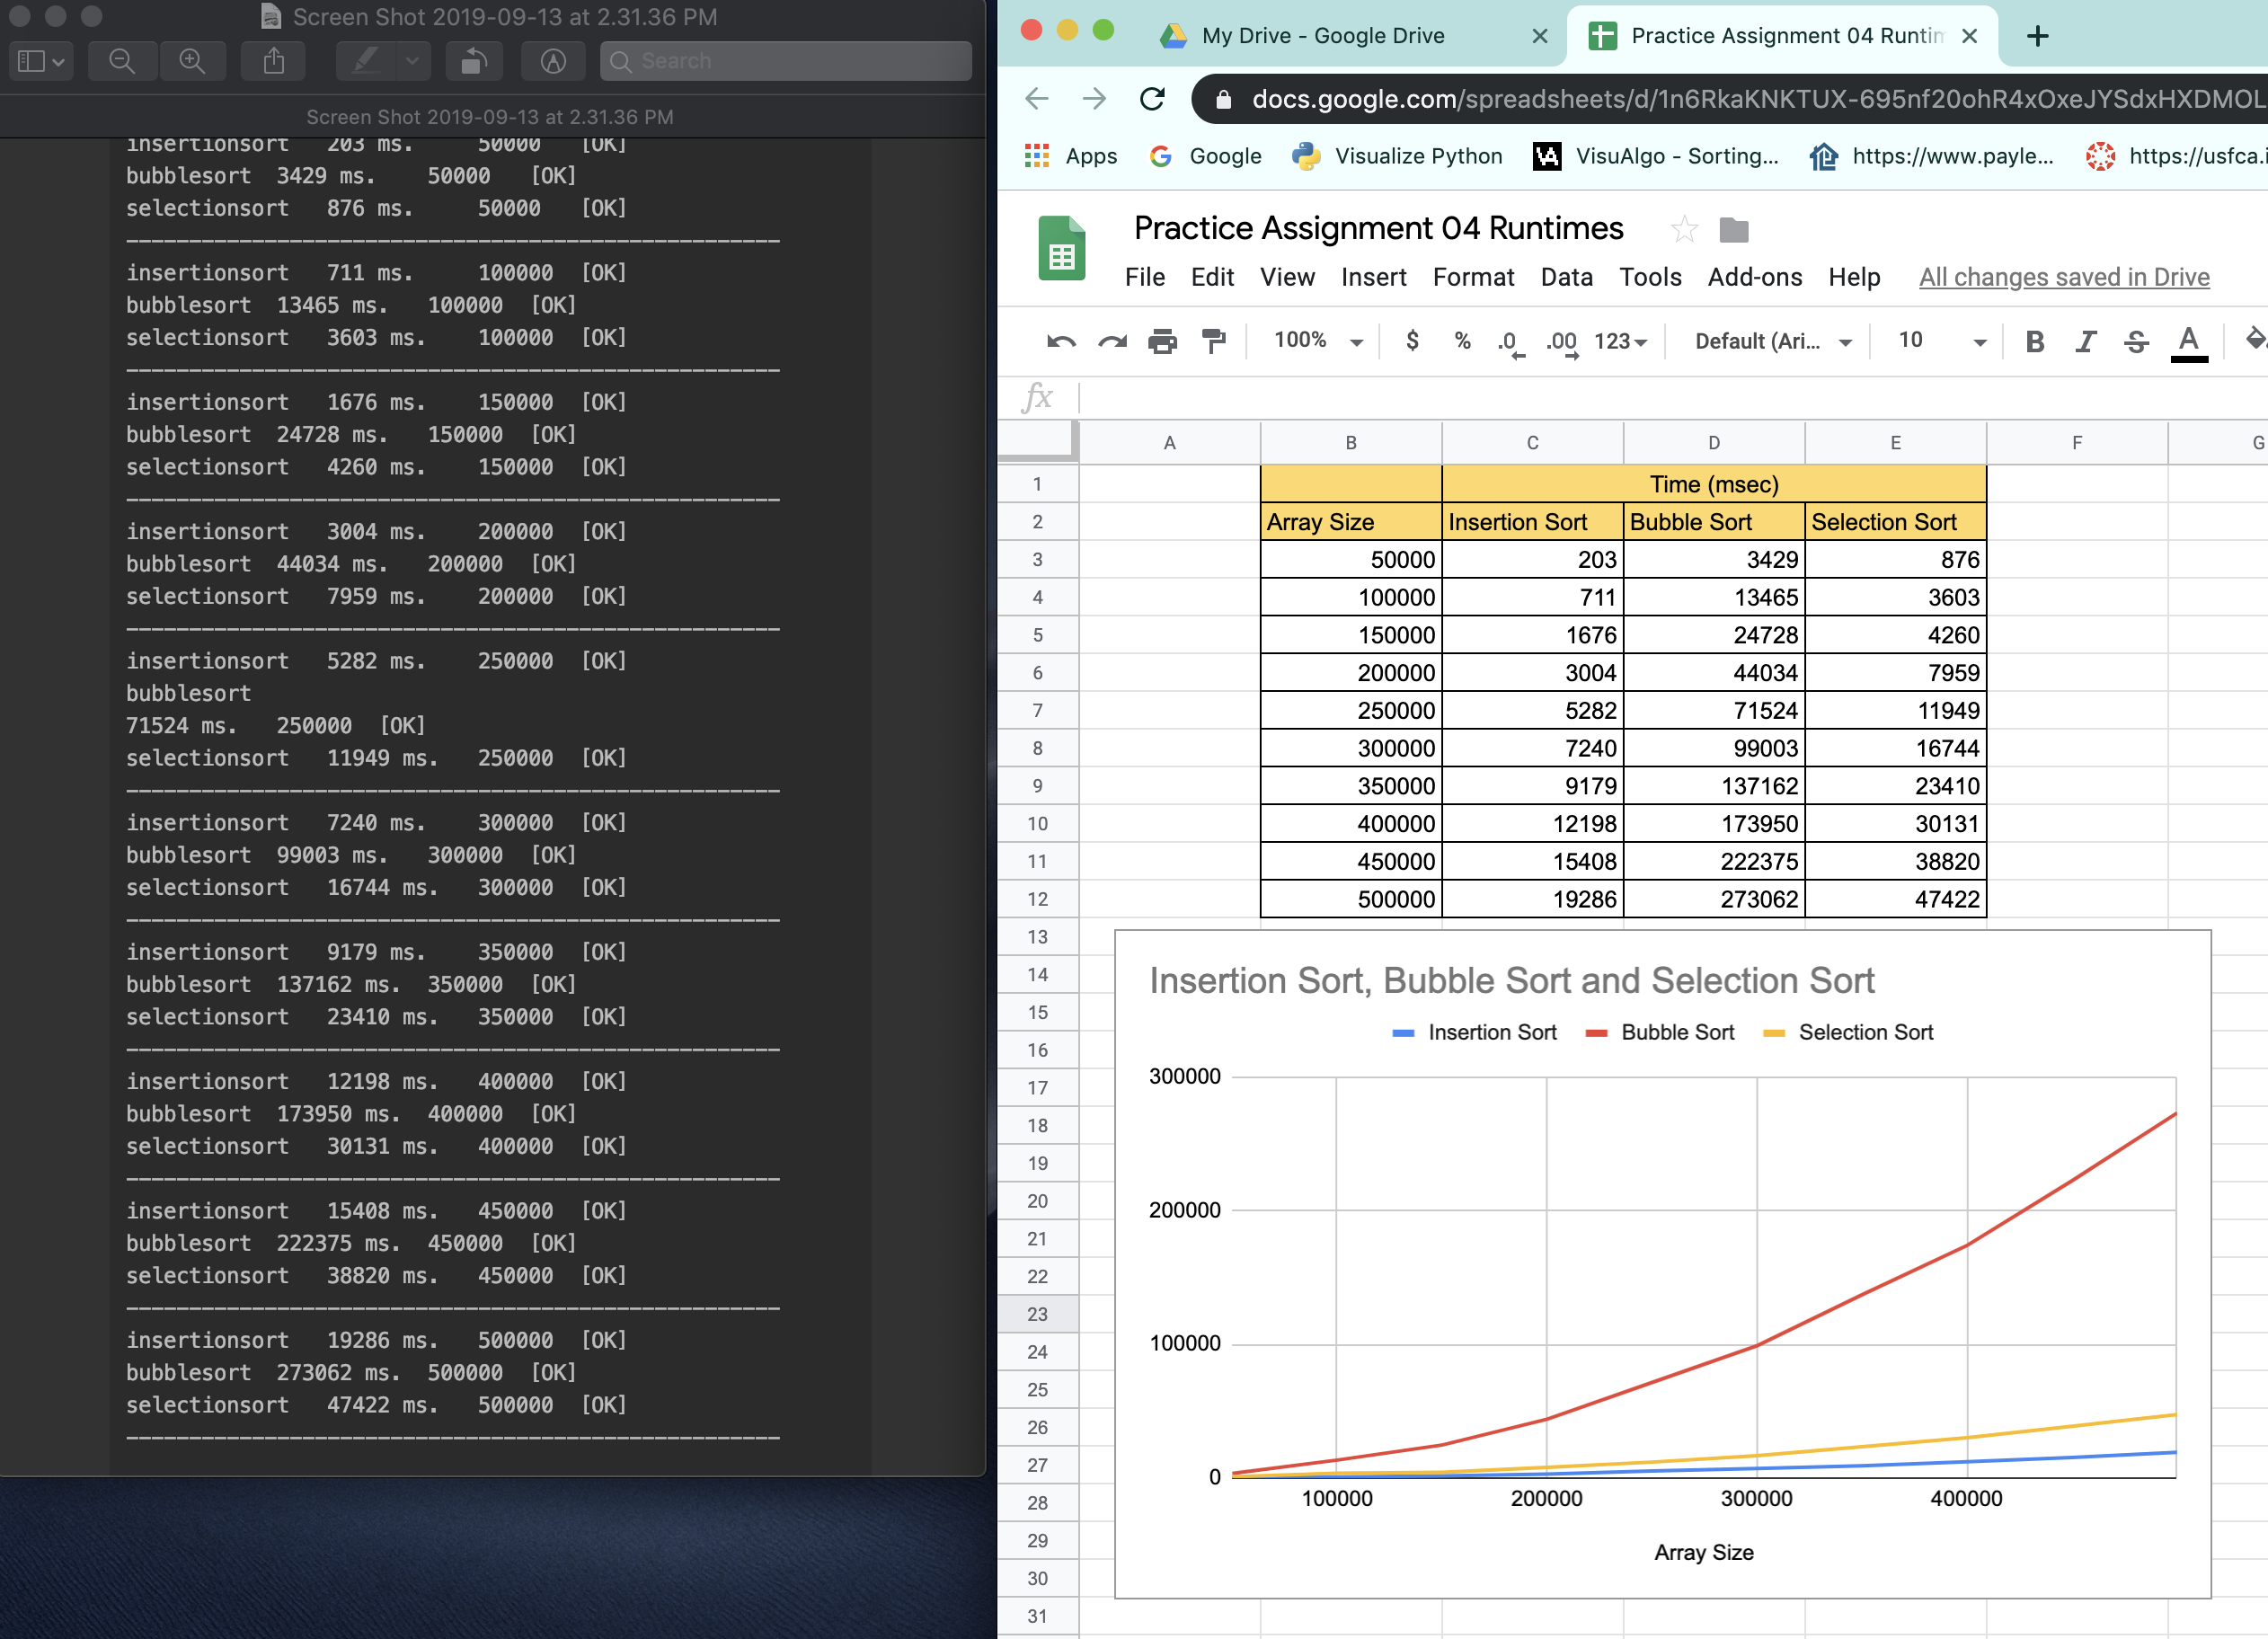 Screen Shot 2019-09-13 at 2.31.36 PM
Search
Screen Shot 2019-09-13 at 2.31.36 PM
insertionsort 203 ms. 50000 [OK]
bubblesort 3429 ms. 50000 [OK]
selectionsort 876 ms. 50000 [OK]
insertionsort 711 ms. 100000 [OK]
bubblesort 13465 ms. 100000 [OK]
selectionsort 3603 ms. 100000 [OK]
insertionsort 1676 ms. 150000 [OK]
bubblesort 24728 ms. 150000 [OK]
selectionsort 4260 ms. 150000 [OK]
insertionsort 3004 ms. 200000 [OK]
bubblesort 44034 ms. 200000 [OK]
selectionsort 7959 ms. 200000 [OK]
insertionsort 5282 ms. 250000 [OK]
bubblesort
71524 ms. 250000 [OK]
selectionsort 11949 ms. 250000 [OK]
insertionsort 7240 ms. 300000 [OK]
bubblesort 99003 ms. 300000 [OK]
selectionsort 16744 ms. 300000 [OK]
insertionsort 9179 ms. 350000 [OK]
bubblesort 137162 ms. 350000 [OK]
selectionsort 23410 ms. 350000 [OK]
insertionsort 12198 ms. 400000 [OK]
bubblesort 173950 ms. 400000 [OK]
selectionsort 30131 ms. 400000 [OK]
insertionsort 15408 ms. 450000 [OK]
bubblesort 222375 ms. 450000 [OK]
selectionsort 38820 ms. 450000 [OK]
insertionsort 19286 ms. 500000 [OK]
bubblesort 273062 ms. 500000 [OK]
selectionsort 47422 ms. 500000 [OK]
My Drive - Google Drive Practice Assignment 04 Runtim
docs.google.com/spreadsheets/d/1n6RkaKNKTUX-695nf20ohR4xOxeJYSdxHXDMOL
Apps Google Visualize Python VisuAlgo - Sorting... https://www.payle... https://usfca.i
Practice Assignment 04 Runtimes
File Edit View Insert Format Data Tools Add-ons Help All changes saved in Drive
100% $ % .0 .00 123 Default (Ari... 10 B I S A
fx
A B C D E F G
1 Time (msec)
2 Array Size Insertion Sort Bubble Sort Selection Sort
3 50000 203 3429 876
4 100000 711 13465 3603
5 150000 1676 24728 4260
6 200000 3004 44034 7959
7 250000 5282 71524 11949
8 300000 7240 99003 16744
9 350000 9179 137162 23410
10 400000 12198 173950 30131
11 450000 15408 222375 38820
12 500000 19286 273062 47422
13
14
15
16
17
18
19
20
21
22
23
24
25
26
27
28
29
30
31
Insertion Sort, Bubble Sort and Selection Sort
Insertion Sort Bubble Sort Selection Sort
300000
200000
100000
0
100000 200000 300000 400000
Array Size